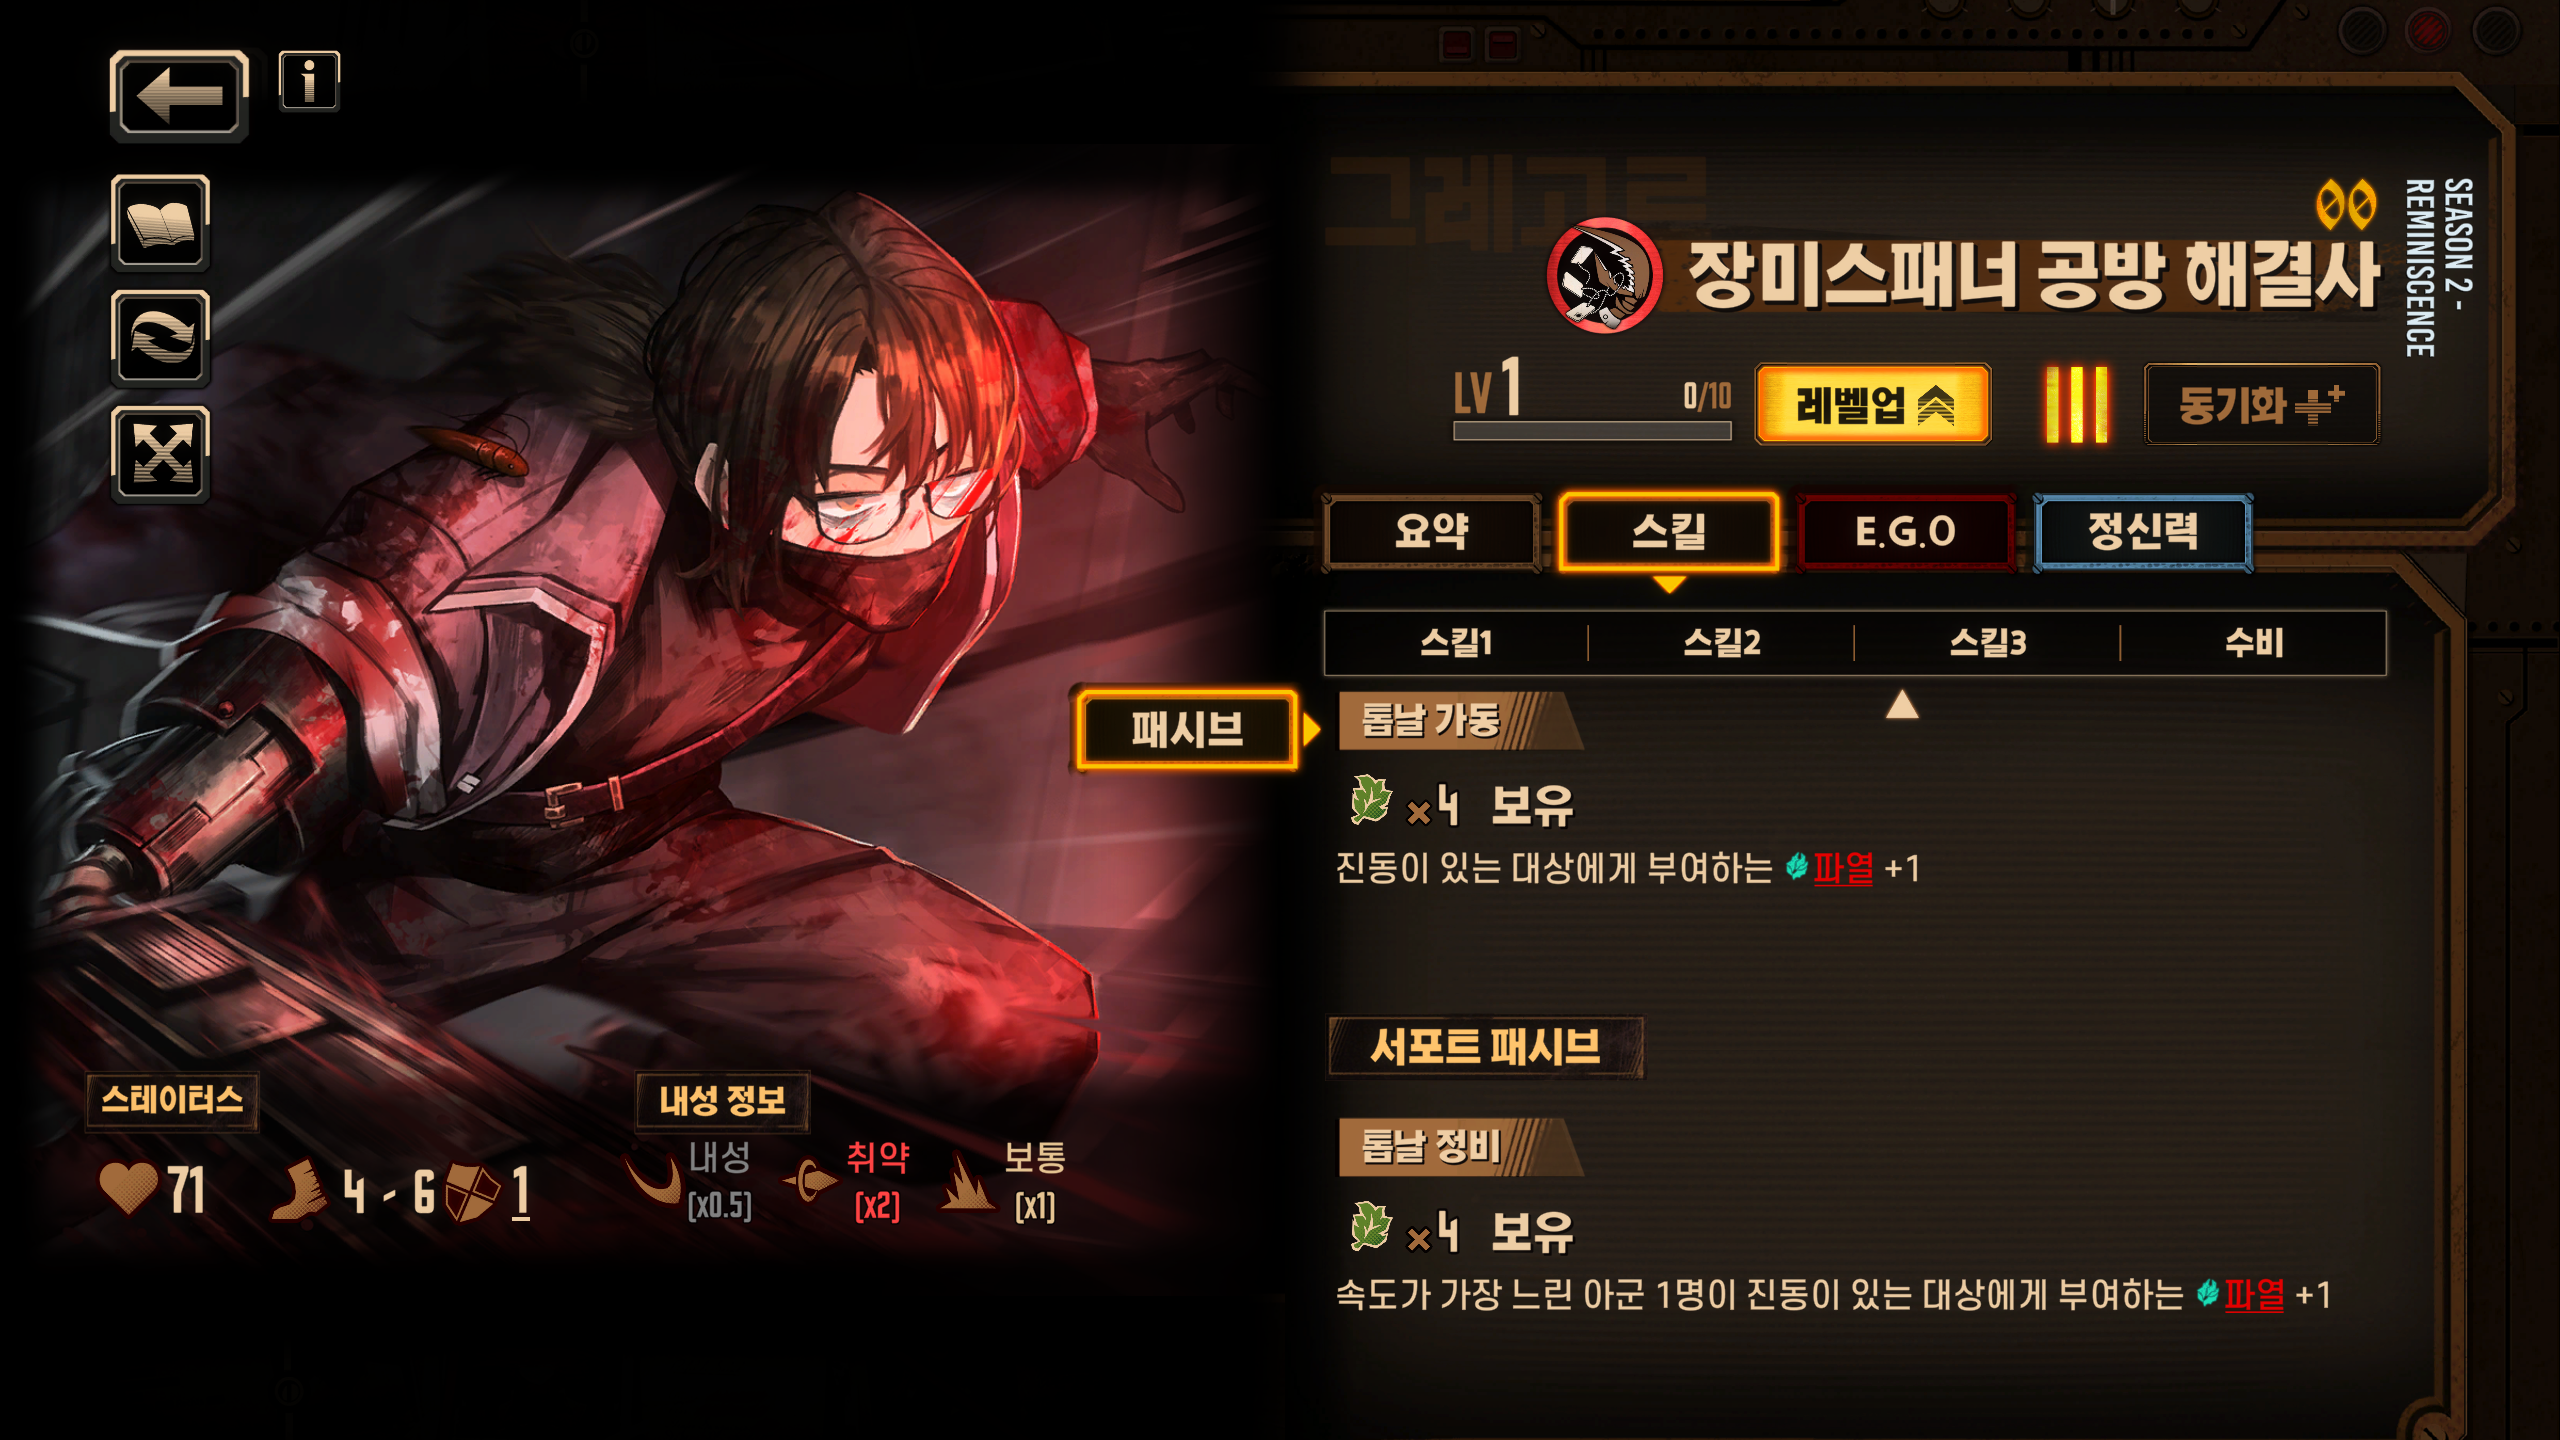 그레고르
장미스패너 공방 해결사
SEASON 2 -
REMINISCENCE
LV 1
0/10
레벨업
동기화
요약
스킬
E.G.O
정신력
스킬1
스킬2
스킬3
수비
패시브
톱날 가동
×4 보유
진동이 있는 대상에게 부여하는 파열 +1
서포트 패시브
톱날 정비
×4 보유
속도가 가장 느린 아군 1명이 진동이 있는 대상에게 부여하는 파열 +1
스테이터스
71
4 - 6
1
내성 정보
내성
[x0.5]
취약
[x2]
보통
[x1]